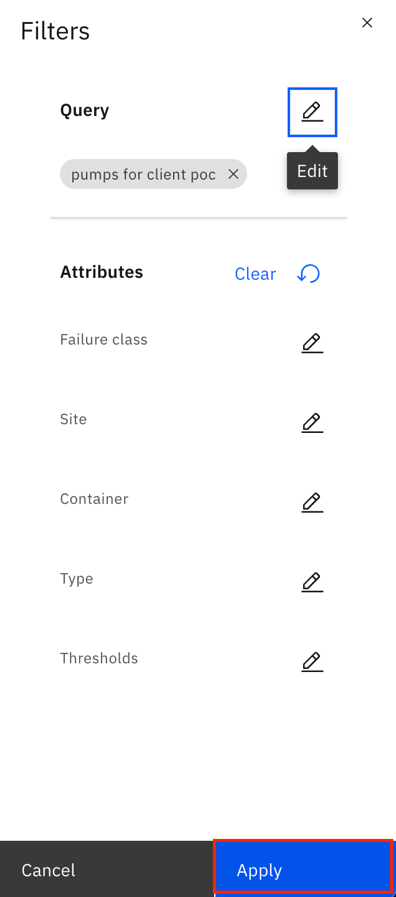 Filters
Query
pumps for client poc
Edit
Attributes
Clear
Failure class
Site
Container
Type
Thresholds
Cancel
Apply